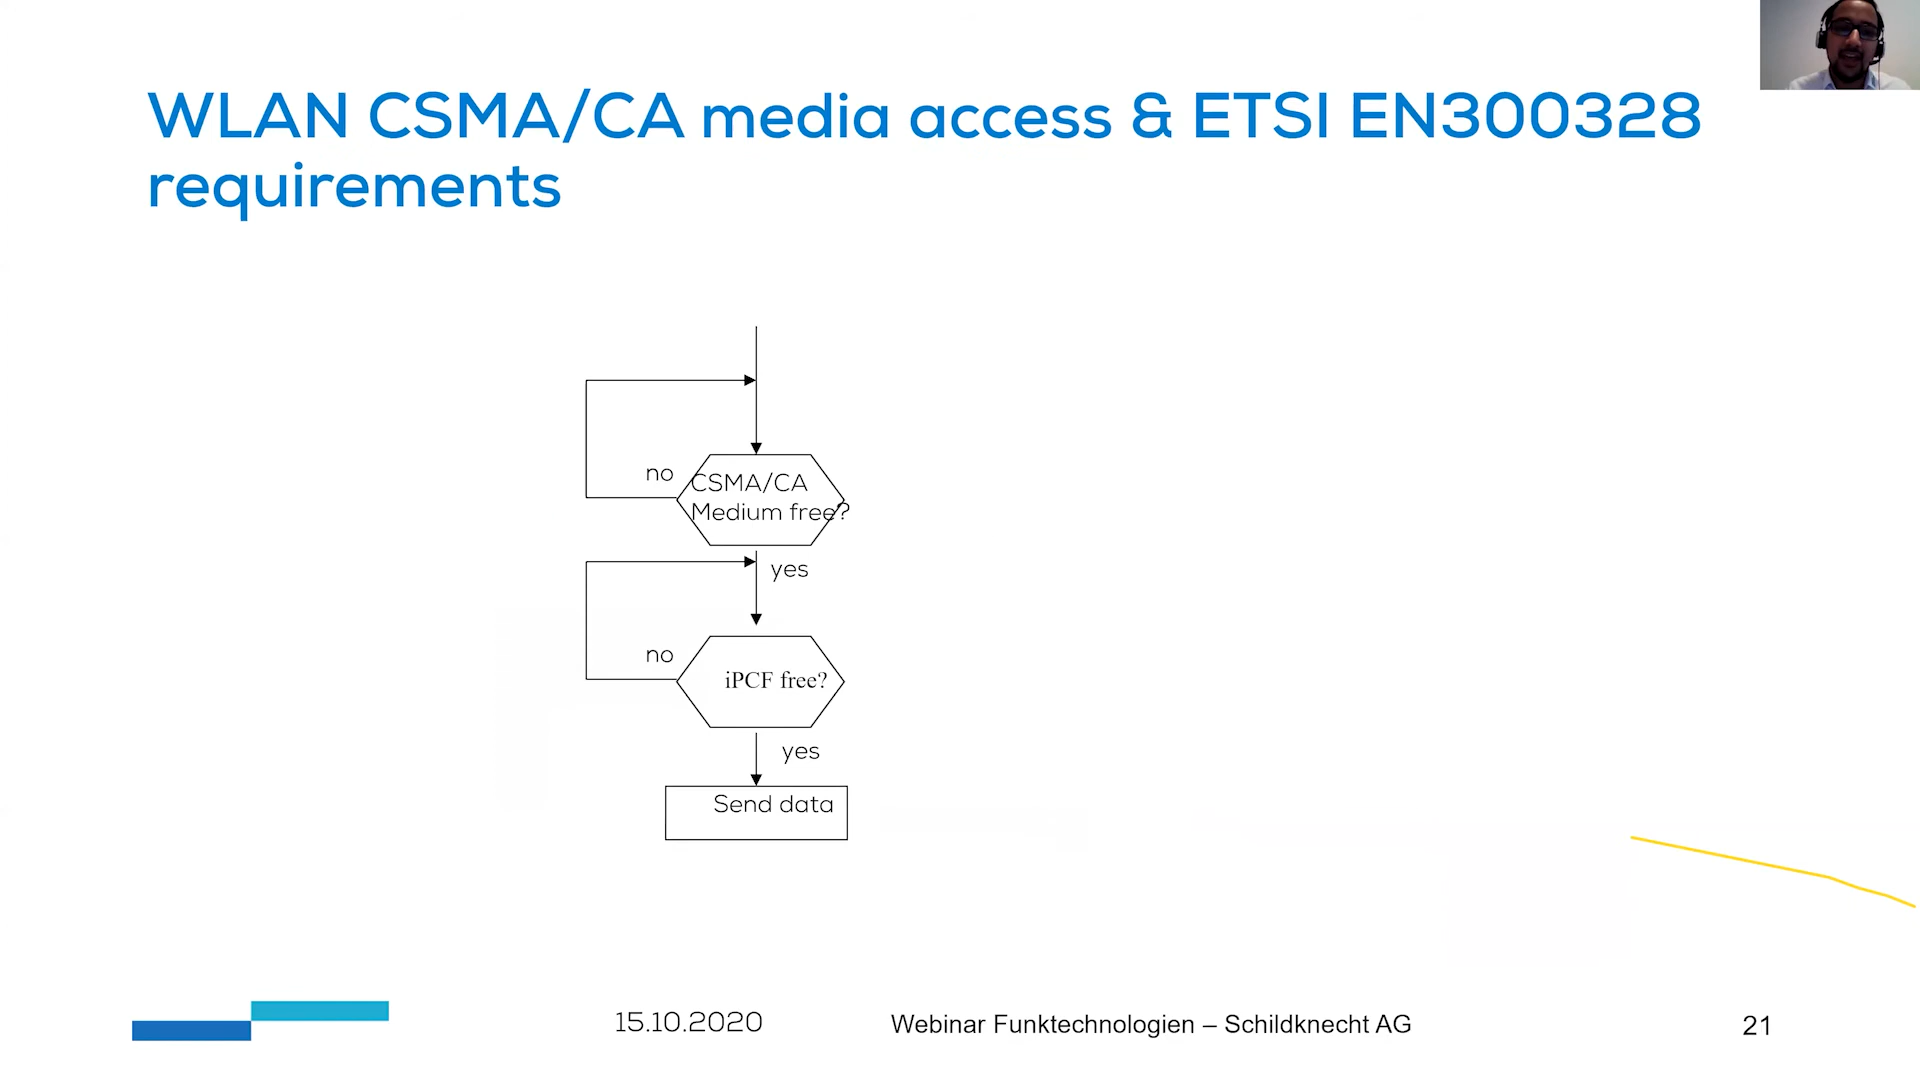 WLAN CSMA/CA media access & ETSI EN300328
requirements
no
CSMA/CA
Medium free?
yes
no
iPCF free?
yes
Send data
15.10.2020
Webinar Funktechnologien – Schildknecht AG
21